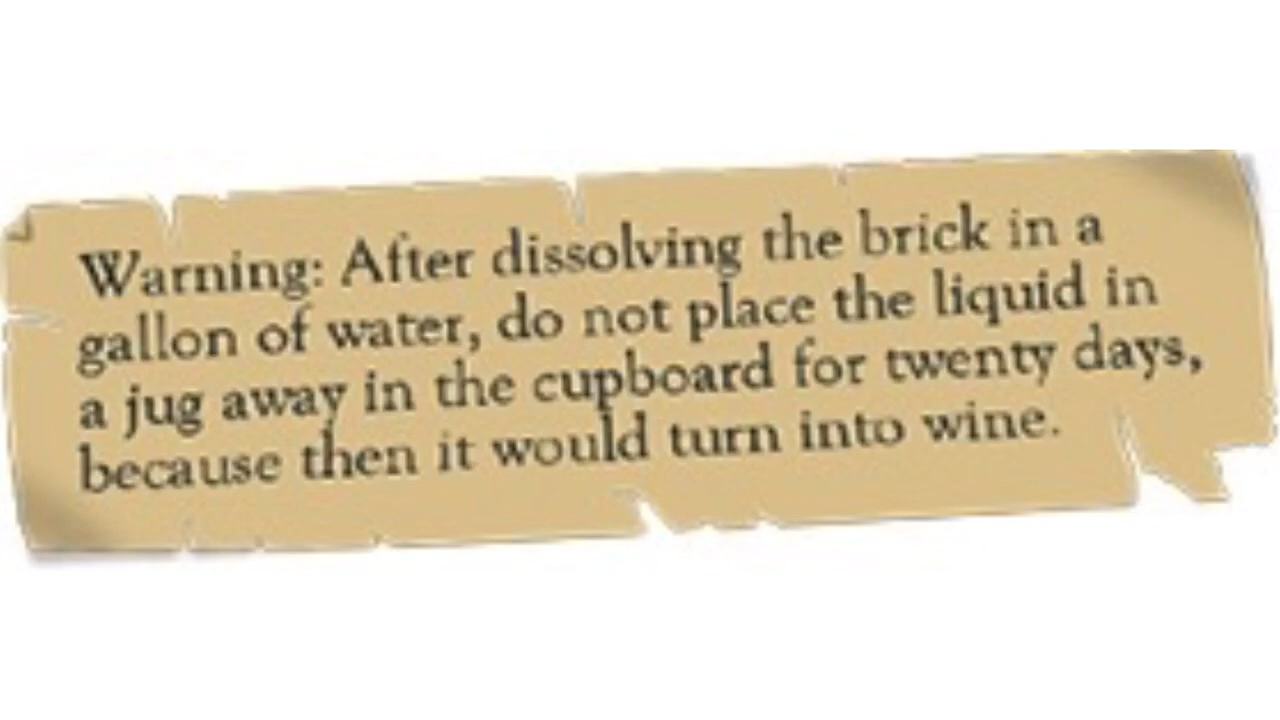 Warning: After dissolving the brick in a
gallon of water, do not place the liquid in
a jug away in the cupboard for twenty days,
because then it would turn into wine.